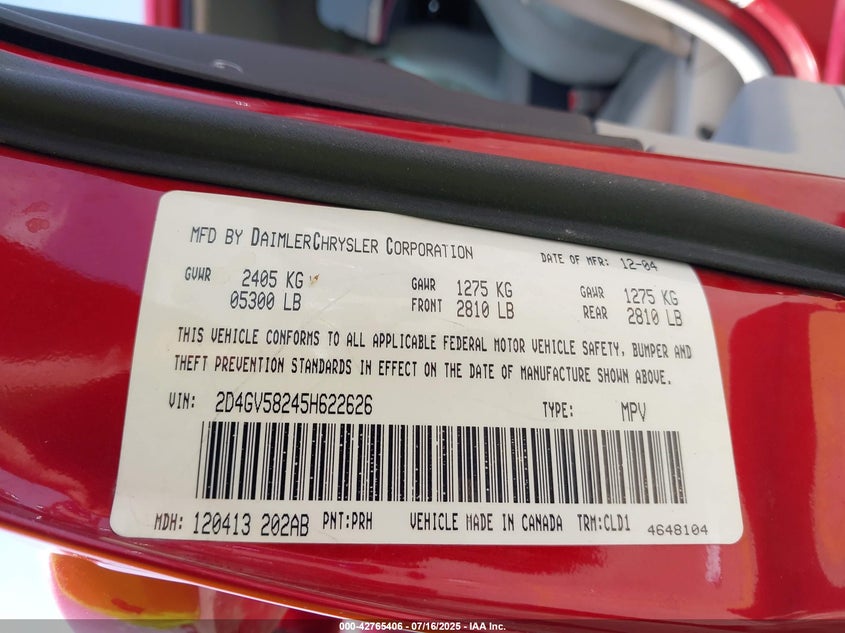 MFD BY DAIMLERCHRYSLER CORPORATION DATE OF MFR: 12-04
GVWR 2405 KG GAWR 1275 KG GAWR 1275 KG
05300 LB FRONT 2810 LB REAR 2810 LB
THIS VEHICLE CONFORMS TO ALL APPLICABLE FEDERAL MOTOR VEHICLE SAFETY, BUMPER AND
THEFT PREVENTION STANDARDS IN EFFECT ON THE DATE OF MANUFACTURE SHOWN ABOVE.
VIN: 2D4GV58245H622626 TYPE: MPV
MDH: 120413 202AB PNT:PRH VEHICLE MADE IN CANADA TRM:CLD1 4648104
000-42765406 - 07/16/2025 - IAA Inc.